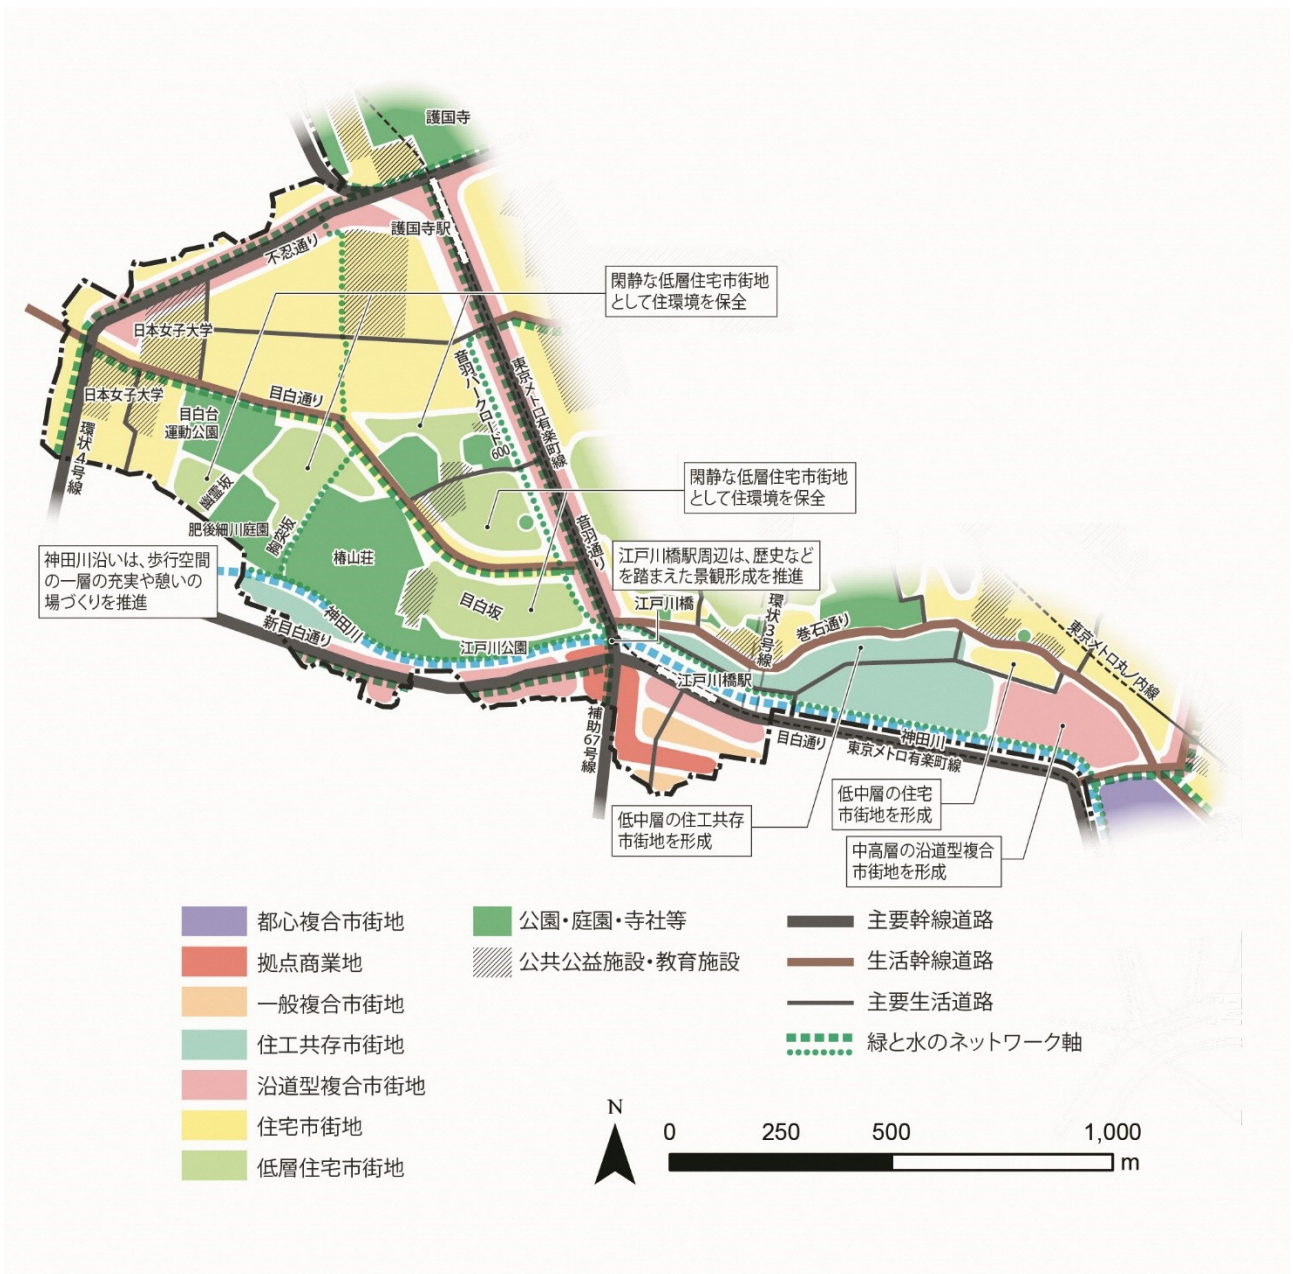 護国寺
護国寺駅
不忍通り
閑静な低層住宅市街地
として住環境を保全
日本女子大学
音羽パークロード600
東京メトロ有楽町線
日本女子大学
目白通り
目白台
運動公園
環状4号線
幽霊坂
閑静な低層住宅市街地
として住環境を保全
肥後細川庭園
胸突坂
椿山荘
音羽通り
神田川沿いは、歩行空間
の一層の充実や憩いの
場づくりを推進
江戸川橋駅周辺は、歴史など
を踏まえた景観形成を推進
目白坂
江戸川橋
環状3号線
巻石通り
東京メトロ丸ノ内線
新目白通り
神田川
江戸川公園
江戸川橋駅
補助67号線
目白通り
神田川
東京メトロ有楽町線
低中層の住工共存
市街地を形成
低中層の住宅
市街地を形成
中高層の沿道型複合
市街地を形成
都心複合市街地
拠点商業地
一般複合市街地
住工共存市街地
沿道型複合市街地
住宅市街地
低層住宅市街地
公園・庭園・寺社等
公共公益施設・教育施設
主要幹線道路
生活幹線道路
主要生活道路
緑と水のネットワーク軸
N
0 250 500 1,000
m